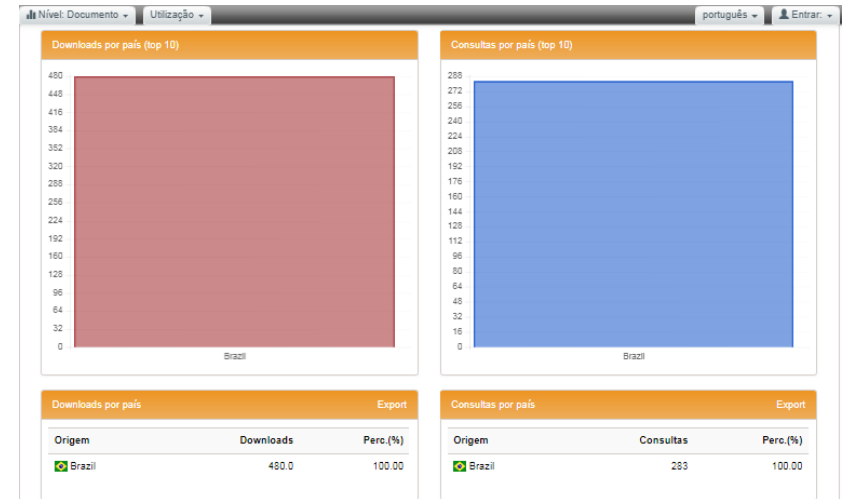 Nível: Documento
Utilização
português
Entrar:
Downloads por país (top 10)
480
448
416
384
352
320
288
256
224
192
160
128
96
64
32
0
Brazil
Consultas por país (top 10)
288
272
256
240
224
208
192
176
160
144
128
112
96
80
64
48
32
16
0
Brazil
Downloads por país Export
Origem Downloads Perc.(%)
Brazil 480.0 100.00
Consultas por país Export
Origem Consultas Perc.(%)
Brazil 283 100.00